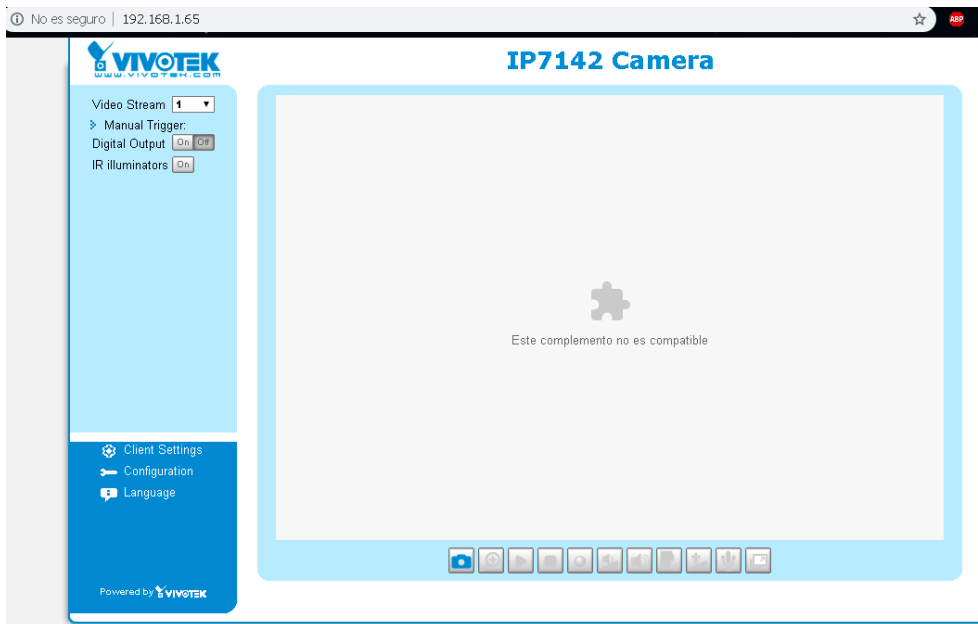 No es seguro | 192.168.1.65
ABP
VIVOTEK
WWW.VIVOTEK.COM
IP7142 Camera
Video Stream 1
Manual Trigger:
Digital Output On Off
IR illuminators On
Este complemento no es compatible
Client Settings
Configuration
Language
Powered by VIVOTEK